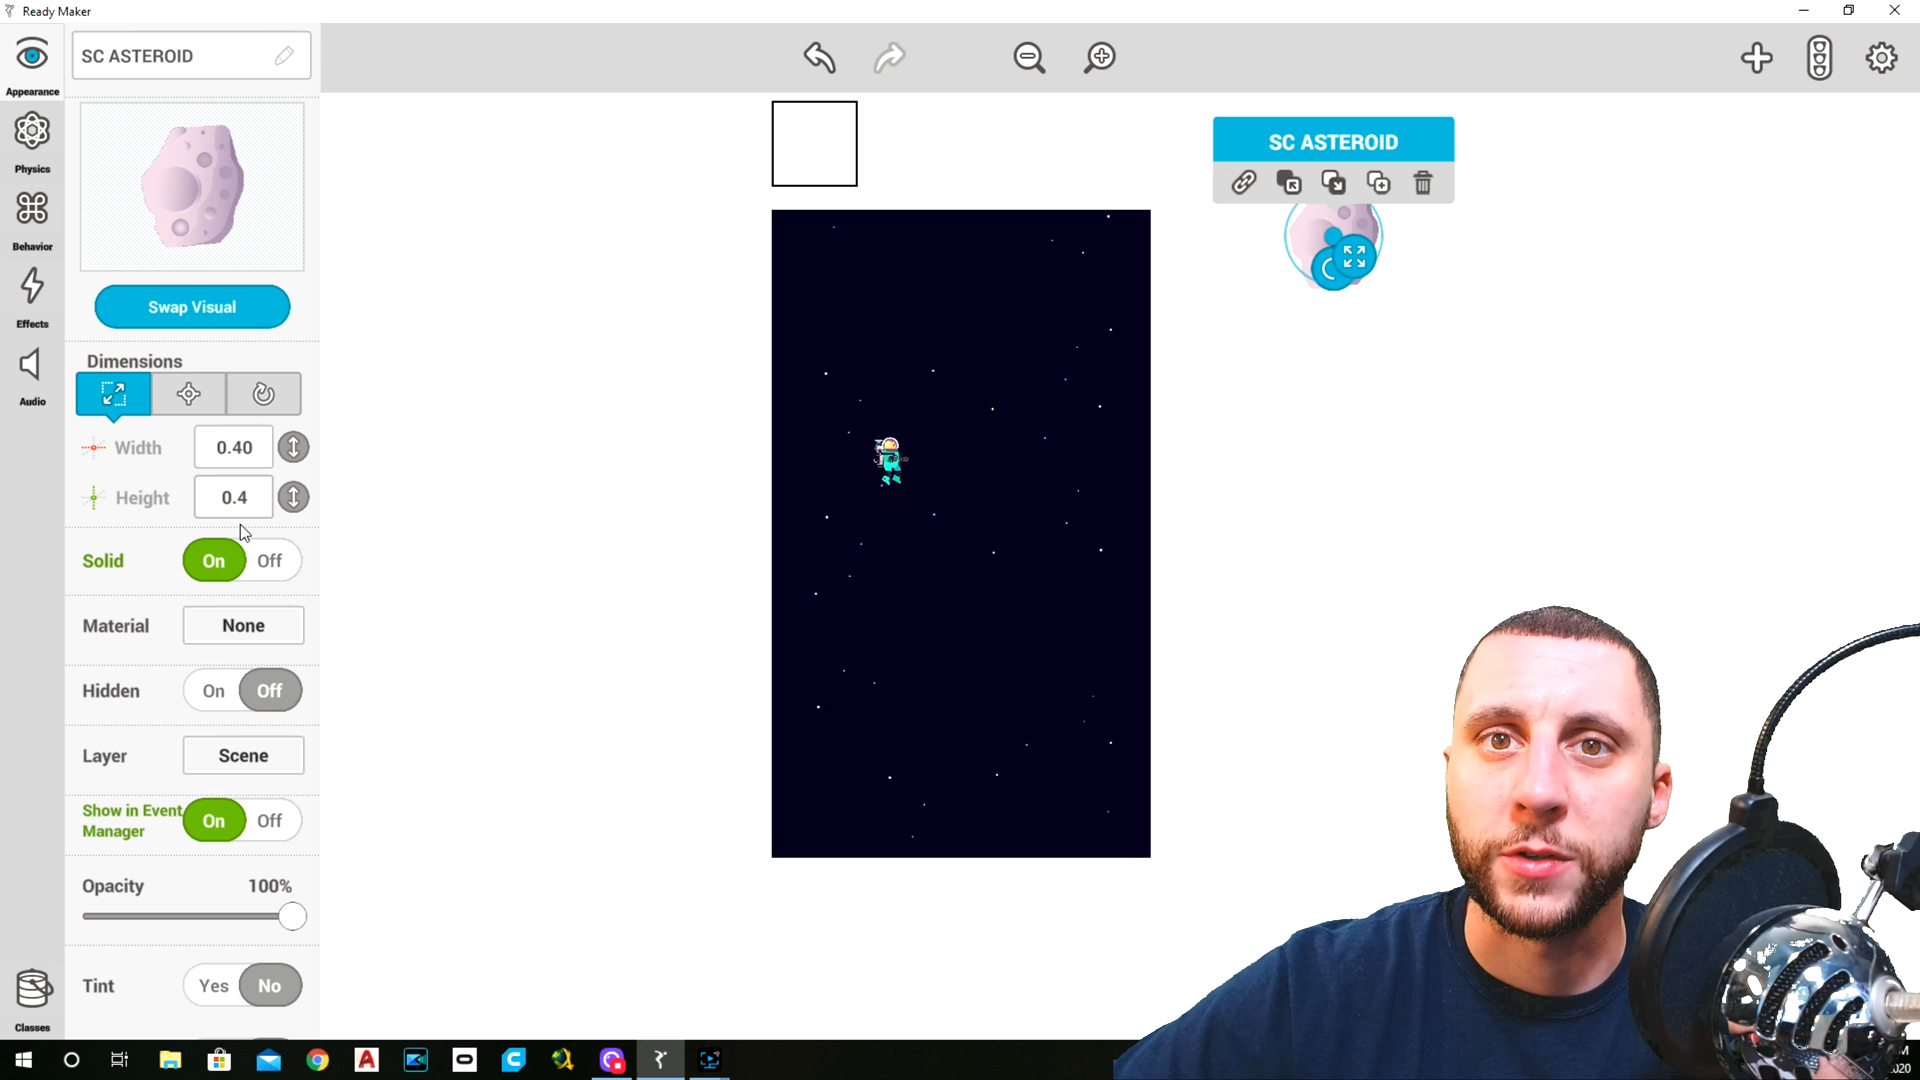 Ready Maker
SC ASTEROID
Appearance
Physics
Behavior
Effects
Audio
Classes
Swap Visual
Dimensions
Width 0.40
Height 0.4
Solid On Off
Material None
Hidden On Off
Layer Scene
Show in Event
Manager On Off
Opacity 100%
Tint Yes No
SC ASTEROID